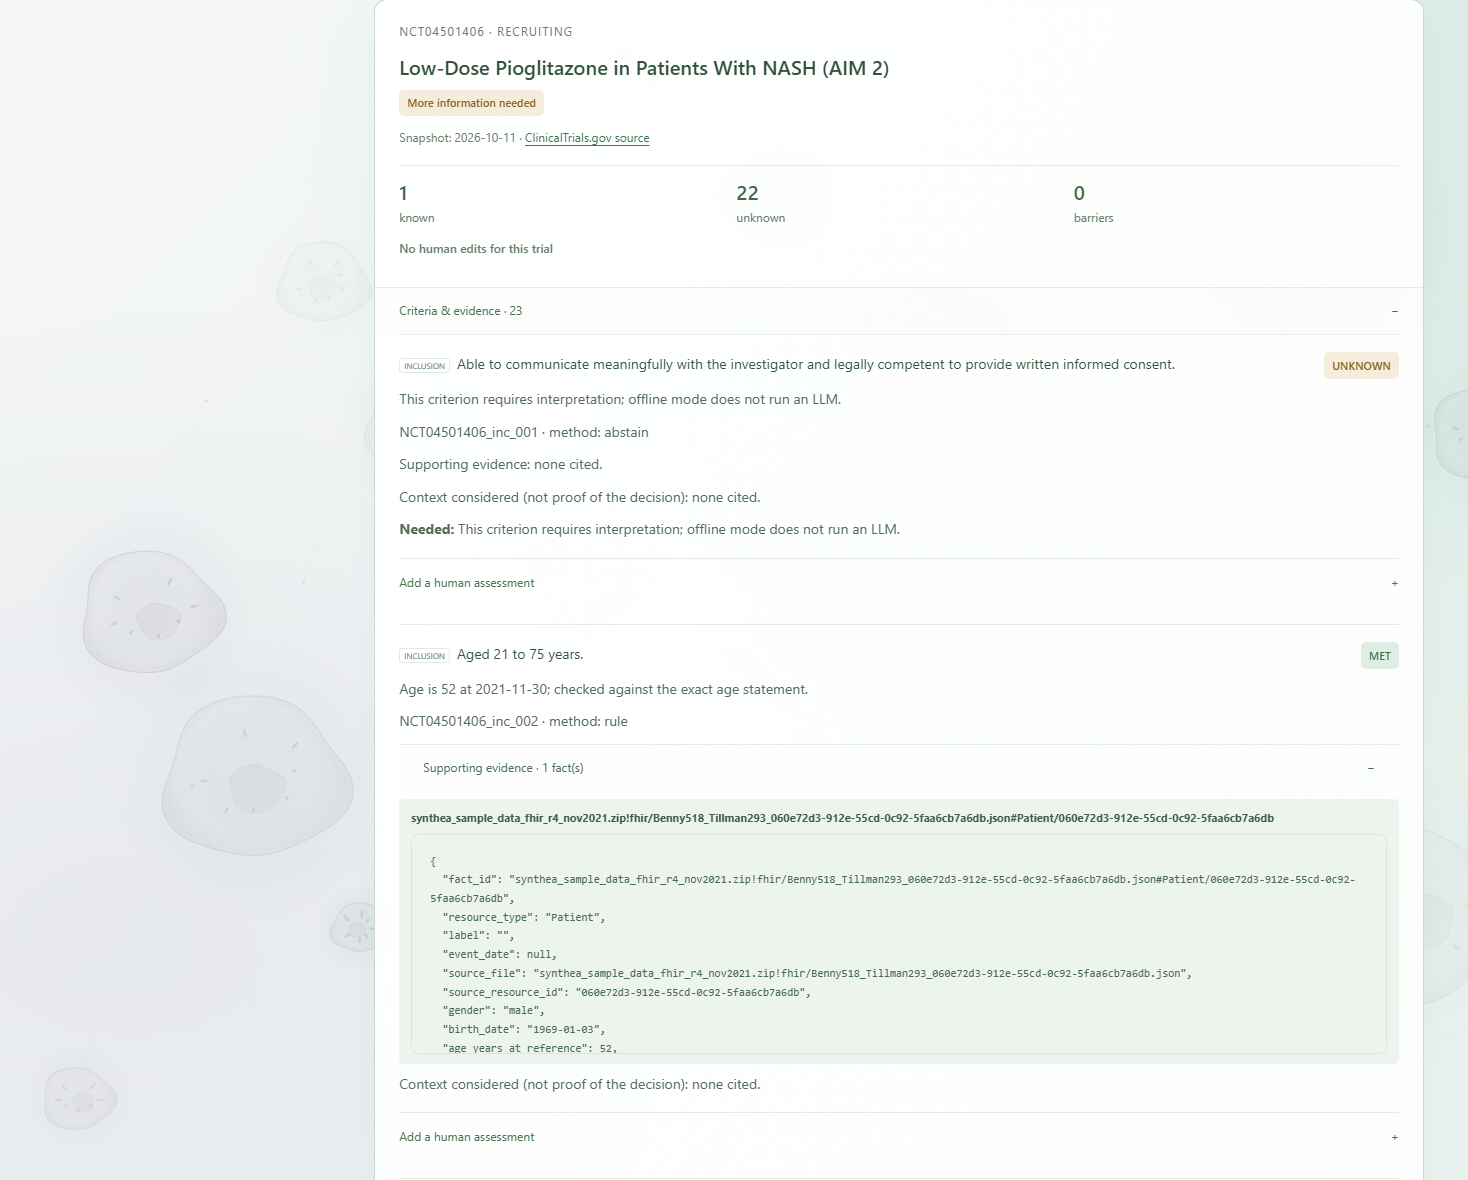 NCT04501406 · RECRUITING
Low-Dose Pioglitazone in Patients With NASH (AIM 2)
More information needed
Snapshot: 2026-10-11 · ClinicalTrials.gov source
1
known
22
unknown
0
barriers
No human edits for this trial
Criteria & evidence · 23
−
INCLUSION Able to communicate meaningfully with the investigator and legally competent to provide written informed consent. UNKNOWN
This criterion requires interpretation; offline mode does not run an LLM.
NCT04501406_inc_001 · method: abstain
Supporting evidence: none cited.
Context considered (not proof of the decision): none cited.
Needed: This criterion requires interpretation; offline mode does not run an LLM.
Add a human assessment +
INCLUSION Aged 21 to 75 years. MET
Age is 52 at 2021-11-30; checked against the exact age statement.
NCT04501406_inc_002 · method: rule
Supporting evidence · 1 fact(s) −
synthea_sample_data_fhir_r4_nov2021.zip!fhir/Benny518_Tillman293_060e72d3-912e-55cd-0c92-5faa6cb7a6db.json#Patient/060e72d3-912e-55cd-0c92-5faa6cb7a6db
{
"fact_id": "synthea_sample_data_fhir_r4_nov2021.zip!fhir/Benny518_Tillman293_060e72d3-912e-55cd-0c92-5faa6cb7a6db.json#Patient/060e72d3-912e-55cd-0c92-
5faa6cb7a6db",
"resource_type": "Patient",
"label": "",
"event_date": null,
"source_file": "synthea_sample_data_fhir_r4_nov2021.zip!fhir/Benny518_Tillman293_060e72d3-912e-55cd-0c92-5faa6cb7a6db.json",
"source_resource_id": "060e72d3-912e-55cd-0c92-5faa6cb7a6db",
"gender": "male",
"birth_date": "1969-01-03",
"age_years_at_reference": 52,
Context considered (not proof of the decision): none cited.
Add a human assessment +